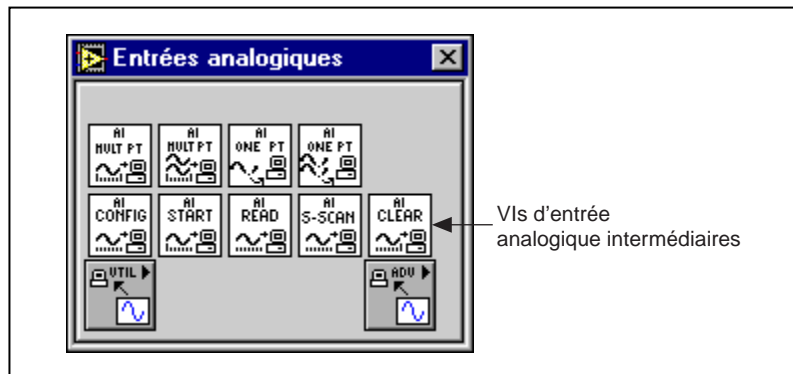 Entrées analogiques
AI MULT PT
AI MULT PT
AI ONE PT
AI ONE PT
AI CONFIG
AI START
AI READ
AI S-SCAN
AI CLEAR
VIs d'entrée
analogique intermédiaires
UTIL
ADV